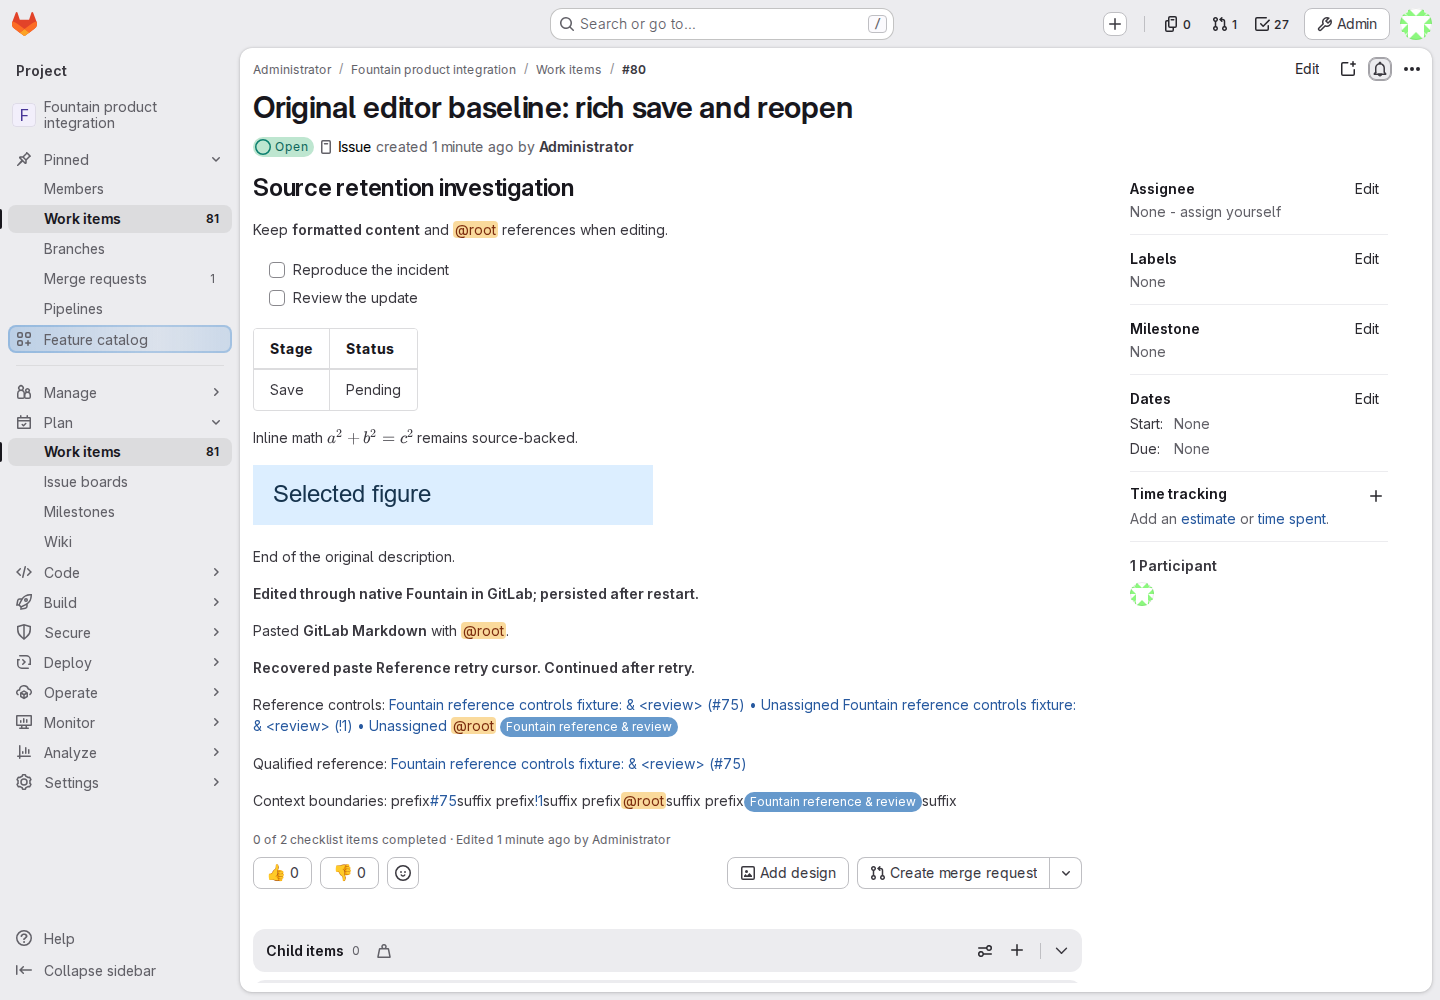 Search or go to...
/
0
1
27
Admin
Project
F
Fountain product
integration
Pinned
Members
Work items 81
Branches
Merge requests 1
Pipelines
Feature catalog
Manage
Plan
Work items 81
Issue boards
Milestones
Wiki
Code
Build
Secure
Deploy
Operate
Monitor
Analyze
Settings
Help
Collapse sidebar
Administrator / Fountain product integration / Work items / #80
Edit
Original editor baseline: rich save and reopen
Open Issue created 1 minute ago by Administrator
Source retention investigation
Keep formatted content and @root references when editing.
Reproduce the incident
Review the update
Stage Status
Save Pending
Inline math a² + b² = c² remains source-backed.
Selected figure
End of the original description.
Edited through native Fountain in GitLab; persisted after restart.
Pasted GitLab Markdown with @root.
Recovered paste Reference retry cursor. Continued after retry.
Reference controls: Fountain reference controls fixture: & <review> (#75) • Unassigned Fountain reference controls fixture:
& <review> (!1) • Unassigned @root Fountain reference & review
Qualified reference: Fountain reference controls fixture: & <review> (#75)
Context boundaries: prefix#75suffix prefix!1suffix prefix@rootsuffix prefixFountain reference & reviewsuffix
0 of 2 checklist items completed · Edited 1 minute ago by Administrator
👍 0
👎 0
Add design
Create merge request
Child items 0
Assignee Edit
None - assign yourself
Labels Edit
None
Milestone Edit
None
Dates Edit
Start: None
Due: None
Time tracking
Add an estimate or time spent.
1 Participant